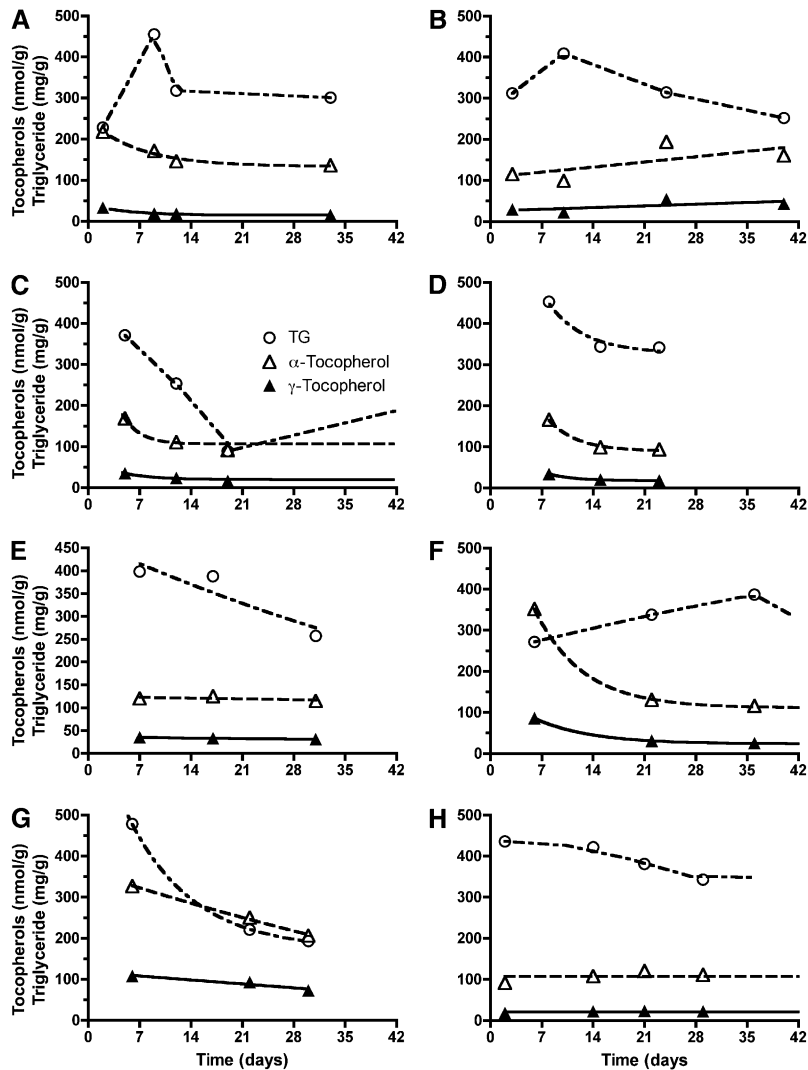 A
Tocopherols (nmol/g)
Triglyceride (mg/g)
500
400
300
200
100
0
0 7 14 21 28 35 42
B
500
400
300
200
100
0
0 7 14 21 28 35 42
C
Tocopherols (nmol/g)
Triglyceride (mg/g)
500
400
300
200
100
0
0 7 14 21 28 35 42
TG
α-Tocopherol
γ-Tocopherol
D
500
400
300
200
100
0
0 7 14 21 28 35 42
E
Tocopherols (nmol/g)
Triglyceride (mg/g)
450
400
350
300
250
200
150
100
50
0
0 7 14 21 28 35 42
F
500
400
300
200
100
0
0 7 14 21 28 35 42
G
Tocopherols (nmol/g)
Triglyceride (mg/g)
500
400
300
200
100
0
0 7 14 21 28 35 42
Time (days)
H
500
400
300
200
100
0
0 7 14 21 28 35 42
Time (days